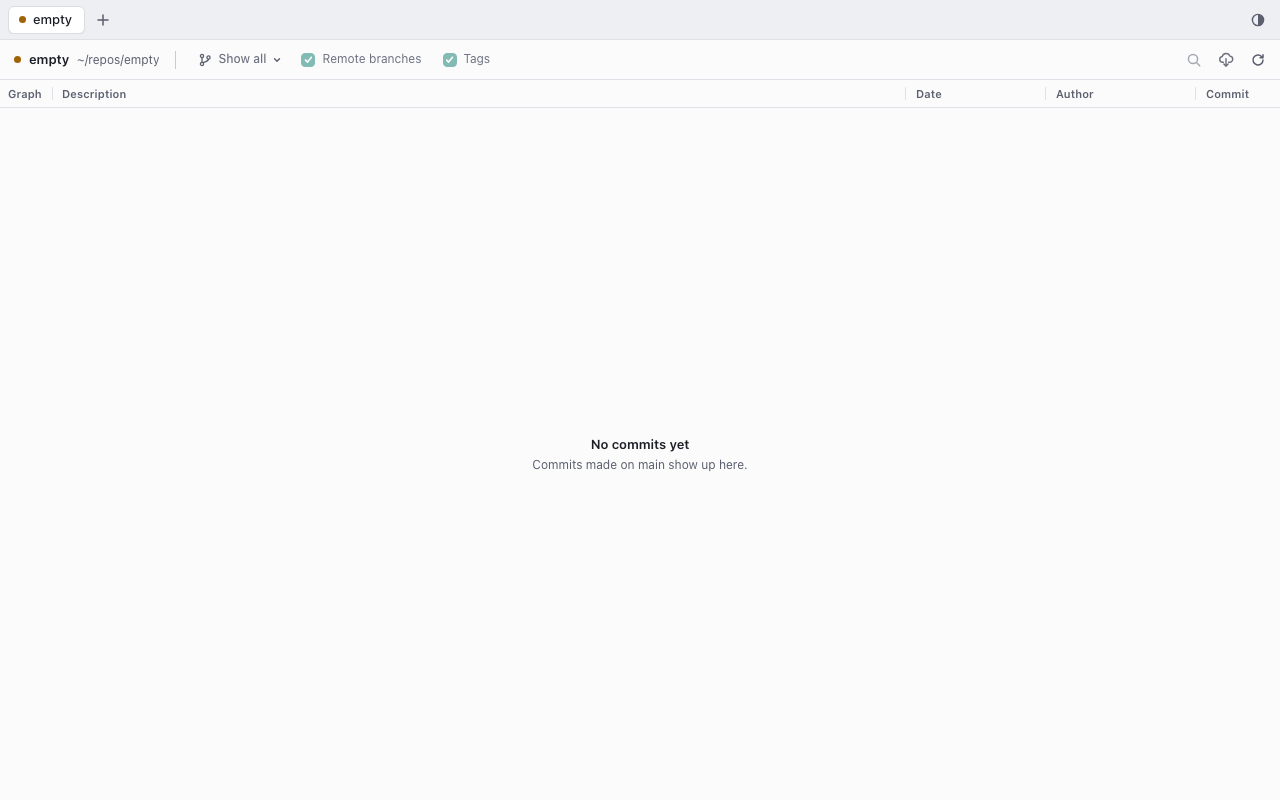 empty
empty ~/repos/empty Show all Remote branches Tags
Graph Description Date Author Commit
No commits yet
Commits made on main show up here.